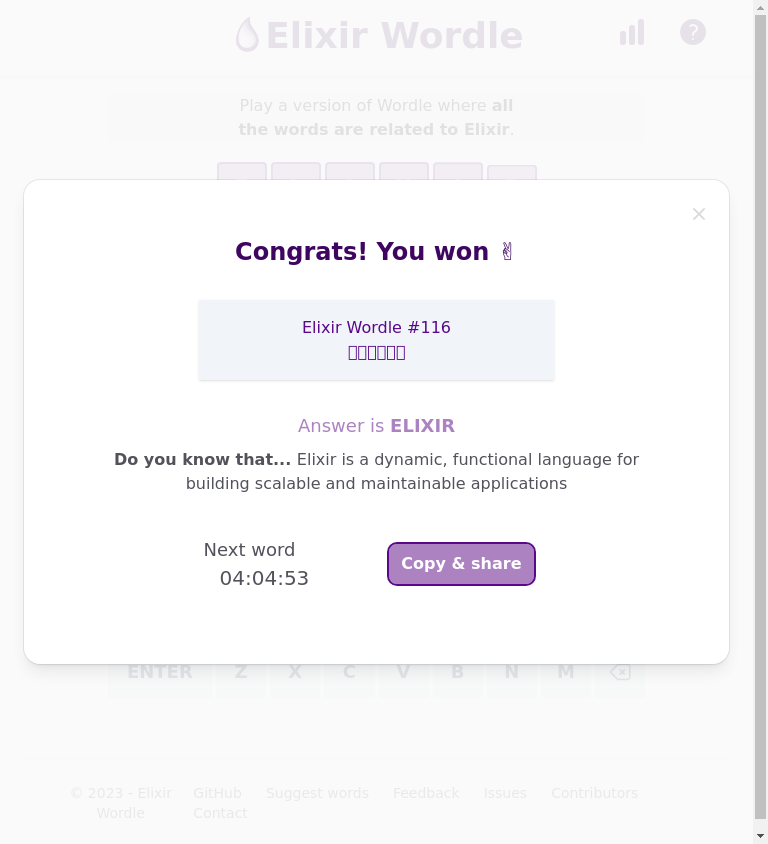 Elixir Wordle
Play a version of Wordle where all
the words are related to Elixir.
Congrats! You won ✌
Elixir Wordle #116
Answer is ELIXIR
Do you know that... Elixir is a dynamic, functional language for
building scalable and maintainable applications
Next word
04:04:53
Copy & share
ENTER Z X C V B N M
© 2023 - Elixir Wordle
GitHub Suggest words Feedback Issues Contributors
Contact